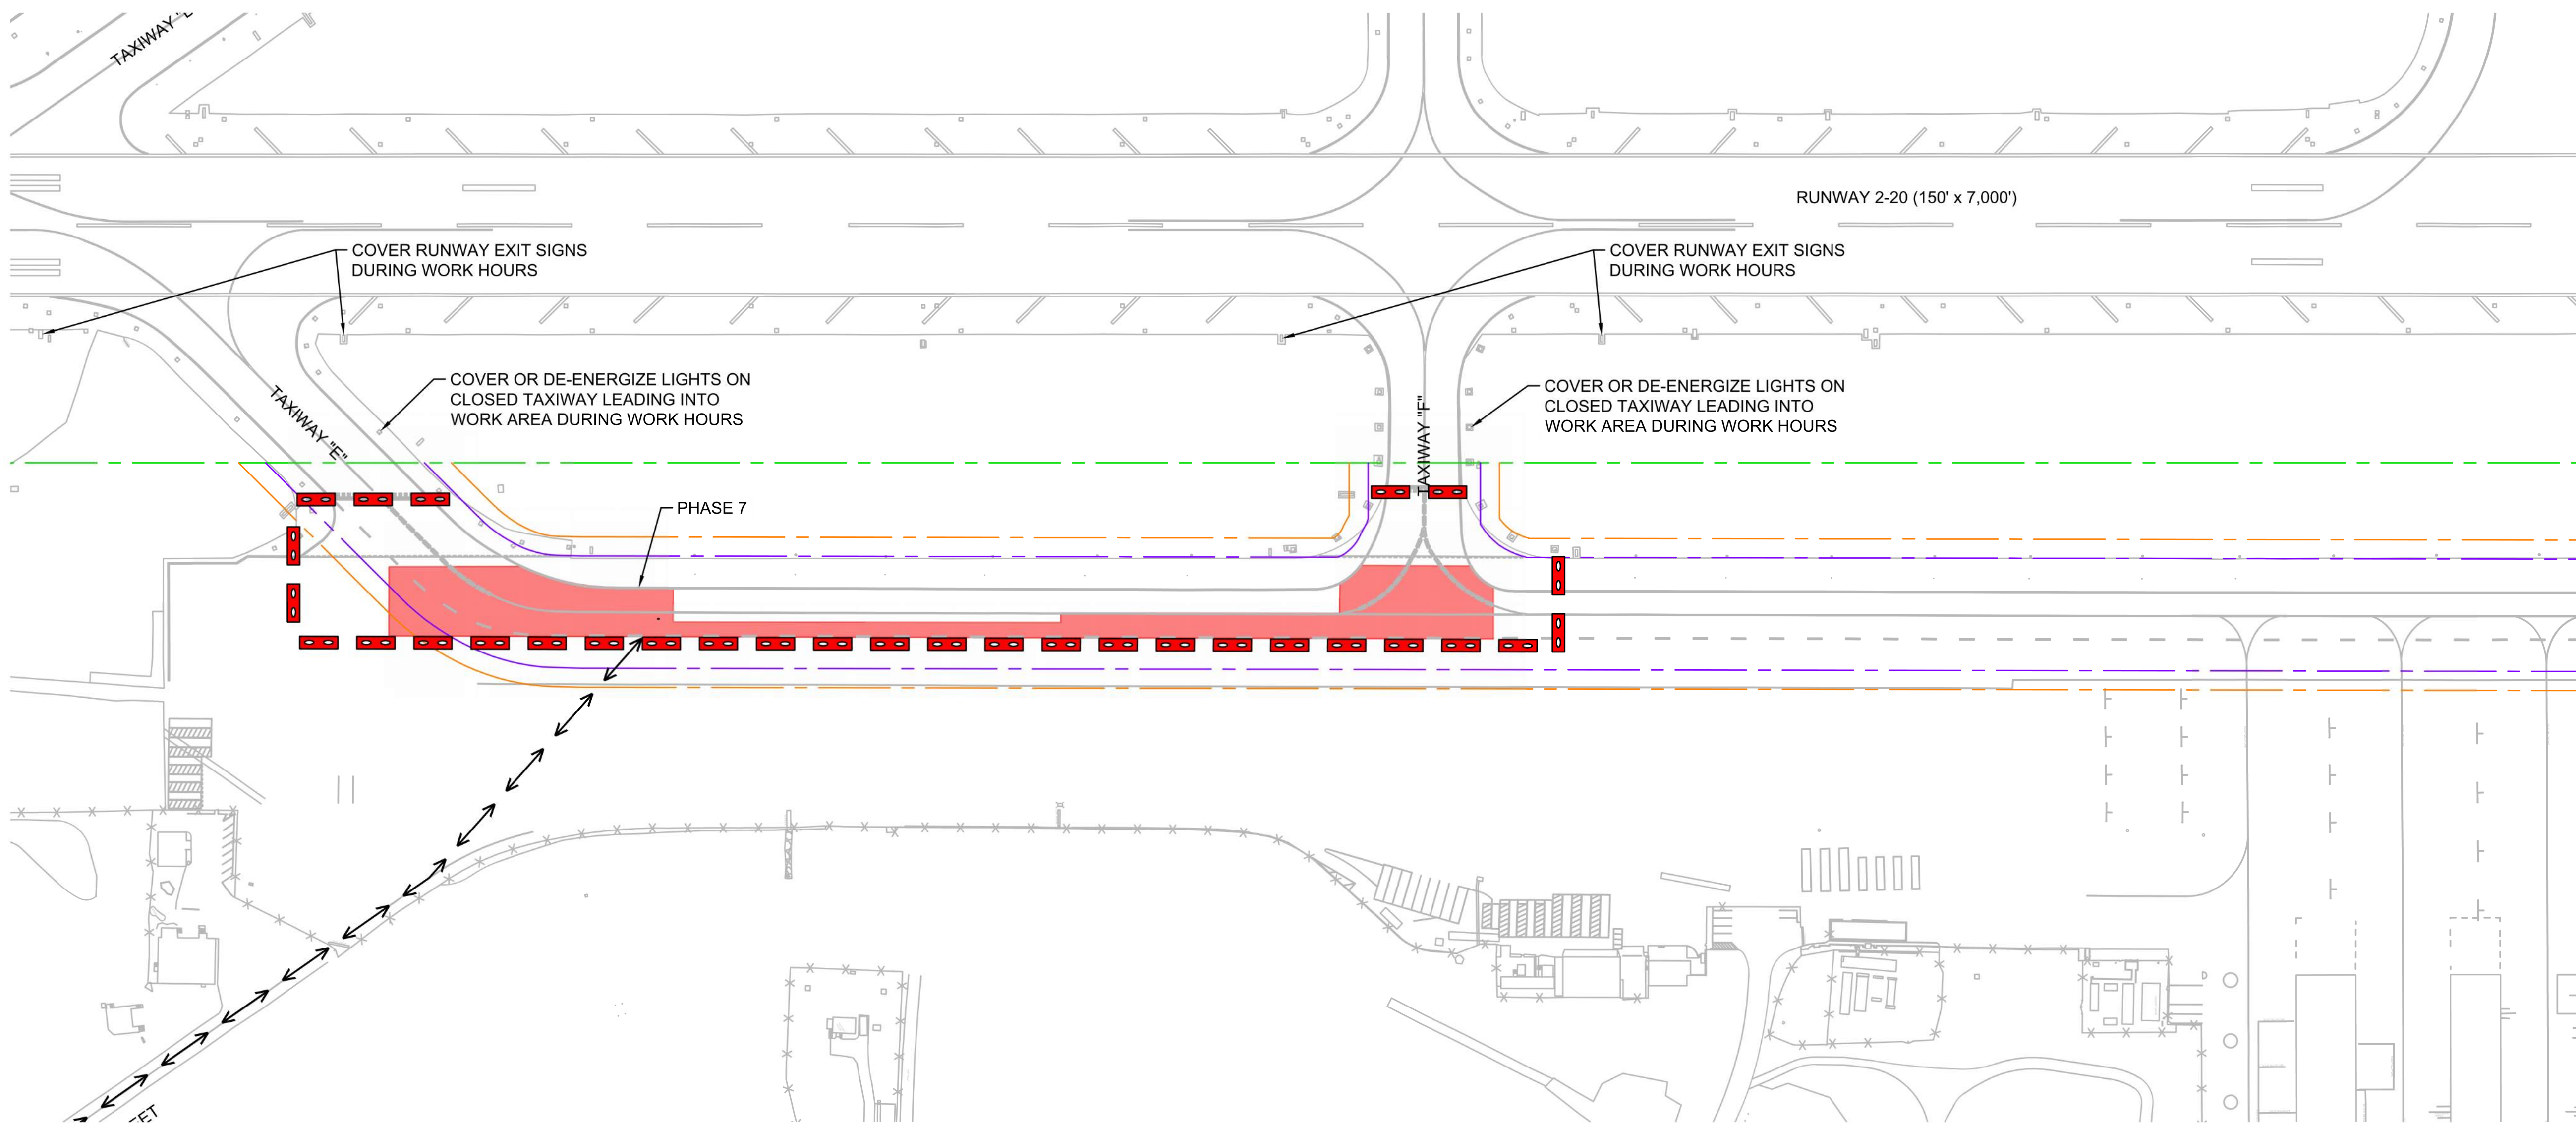 TAXIWAY
RUNWAY 2-20 (150' x 7,000')
COVER RUNWAY EXIT SIGNS
DURING WORK HOURS
COVER RUNWAY EXIT SIGNS
DURING WORK HOURS
COVER OR DE-ENERGIZE LIGHTS ON
CLOSED TAXIWAY LEADING INTO
WORK AREA DURING WORK HOURS
COVER OR DE-ENERGIZE LIGHTS ON
CLOSED TAXIWAY LEADING INTO
WORK AREA DURING WORK HOURS
TAXIWAY "E"
TAXIWAY "F"
PHASE 7